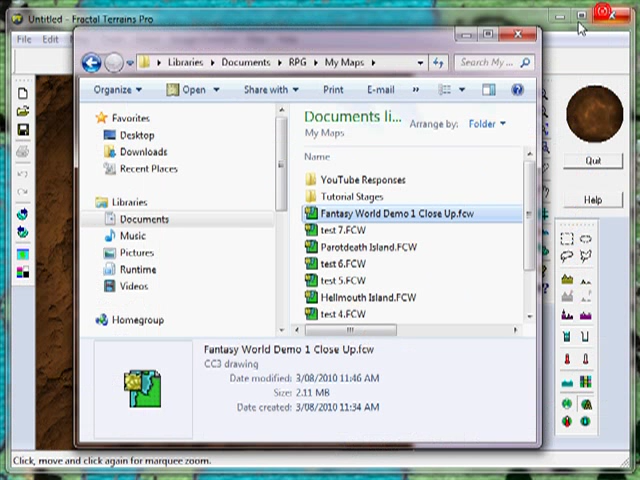 Untitled - Fractal Terrains Pro
File Edit
Libraries Documents RPG My Maps
Search My ...
Organize Open Share with Print E-mail »
Favorites
Desktop
Downloads
Recent Places
Libraries
Documents
Music
Pictures
Runtime
Videos
Homegroup
Documents li...
My Maps
Arrange by: Folder
Name
YouTube Responses
Tutorial Stages
Fantasy World Demo 1 Close Up.fcw
test 7.FCW
Parotdeath Island.FCW
test 6.FCW
test 5.FCW
Hellmouth Island.FCW
test 4.FCW
Fantasy World Demo 1 Close Up.fcw
CC3 drawing
Date modified: 3/08/2010 11:46 AM
Size: 2.11 MB
Date created: 3/08/2010 11:34 AM
Quit
Help
Click, move and click again for marquee zoom.